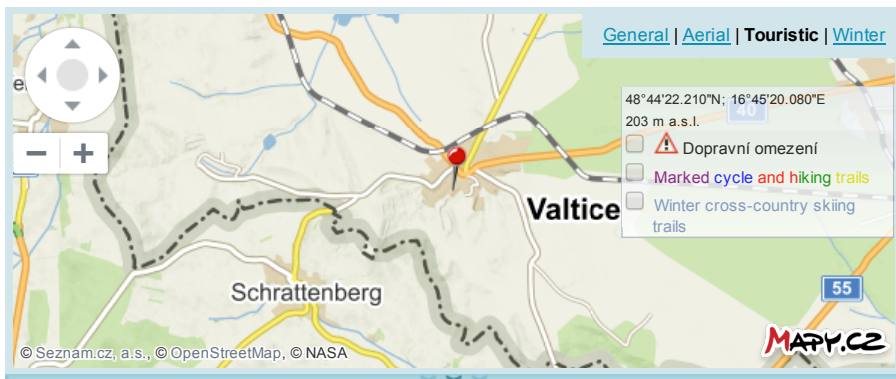 General | Aerial | Touristic | Winter
48°44'22.210"N; 16°45'20.080"E
203 m a.s.l.
40
Dopravní omezení
Marked cycle and hiking trails
Winter cross-country skiing
trails
Valtice
55
Schrattenberg
© Seznam.cz, a.s., © OpenStreetMap, © NASA
MAPY.CZ